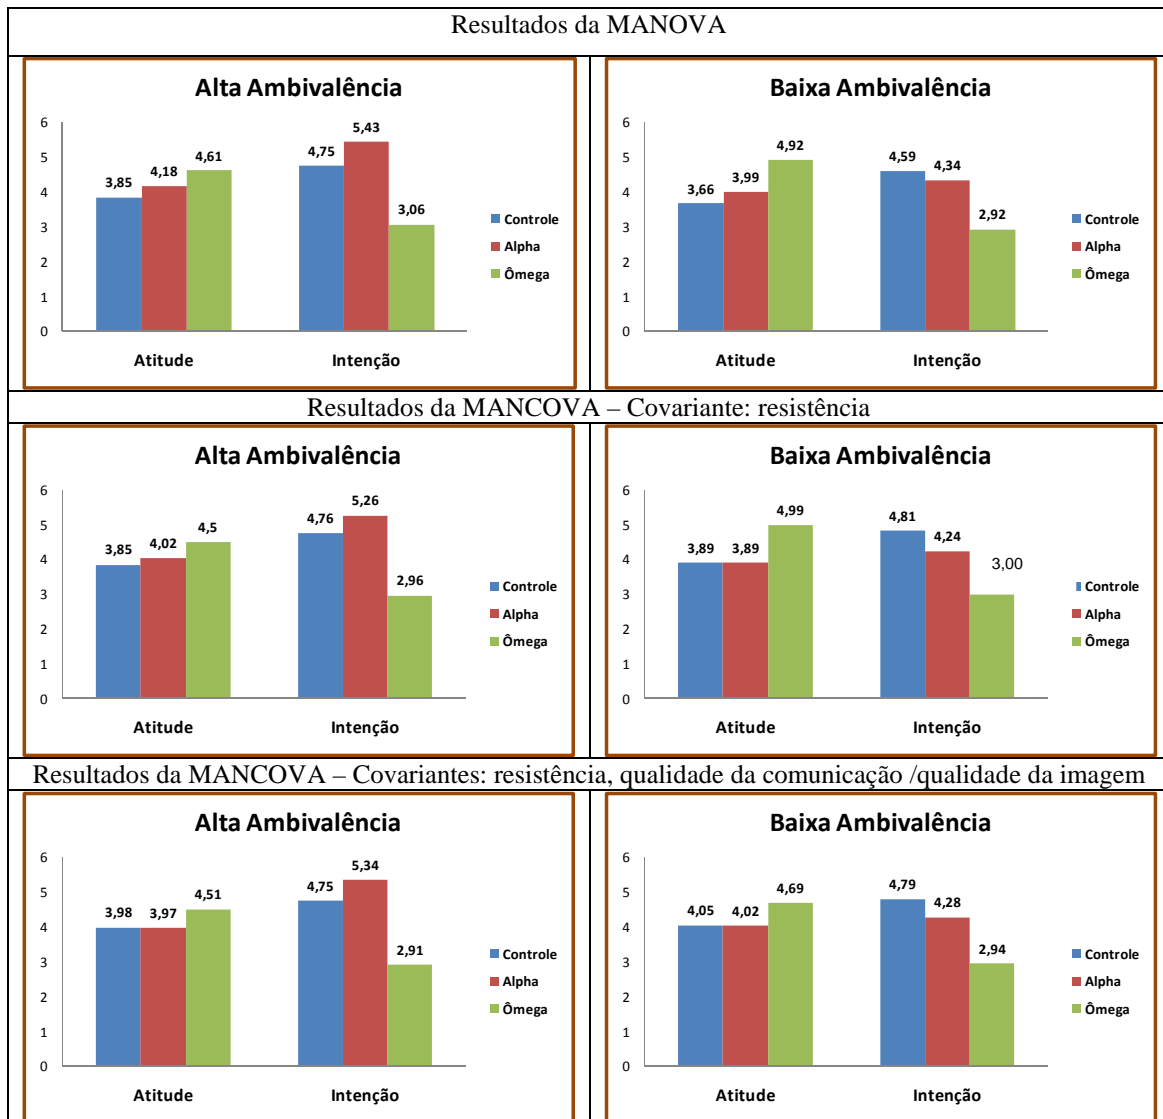 Resultados da MANOVA
Alta Ambivalência
6
5
4
3
2
1
0
3,85
4,18
4,61
4,75
5,43
3,06
Atitude
Intenção
Controle
Alpha
Ômega
Baixa Ambivalência
6
5
4
3
2
1
0
3,66
3,99
4,92
4,59
4,34
2,92
Atitude
Intenção
Controle
Alpha
Ômega
Resultados da MANCOVA – Covariante: resistência
Alta Ambivalência
6
5
4
3
2
1
0
3,85
4,02
4,5
4,76
5,26
2,96
Atitude
Intenção
Controle
Alpha
Ômega
Baixa Ambivalência
6
5
4
3
2
1
0
3,89
3,89
4,99
4,81
4,24
3,00
Atitude
Intenção
Controle
Alpha
Ômega
Resultados da MANCOVA – Covariantes: resistência, qualidade da comunicação /qualidade da imagem
Alta Ambivalência
6
5
4
3
2
1
0
3,98
3,97
4,51
4,75
5,34
2,91
Atitude
Intenção
Controle
Alpha
Ômega
Baixa Ambivalência
6
5
4
3
2
1
0
4,05
4,02
4,69
4,79
4,28
2,94
Atitude
Intenção
Controle
Alpha
Ômega